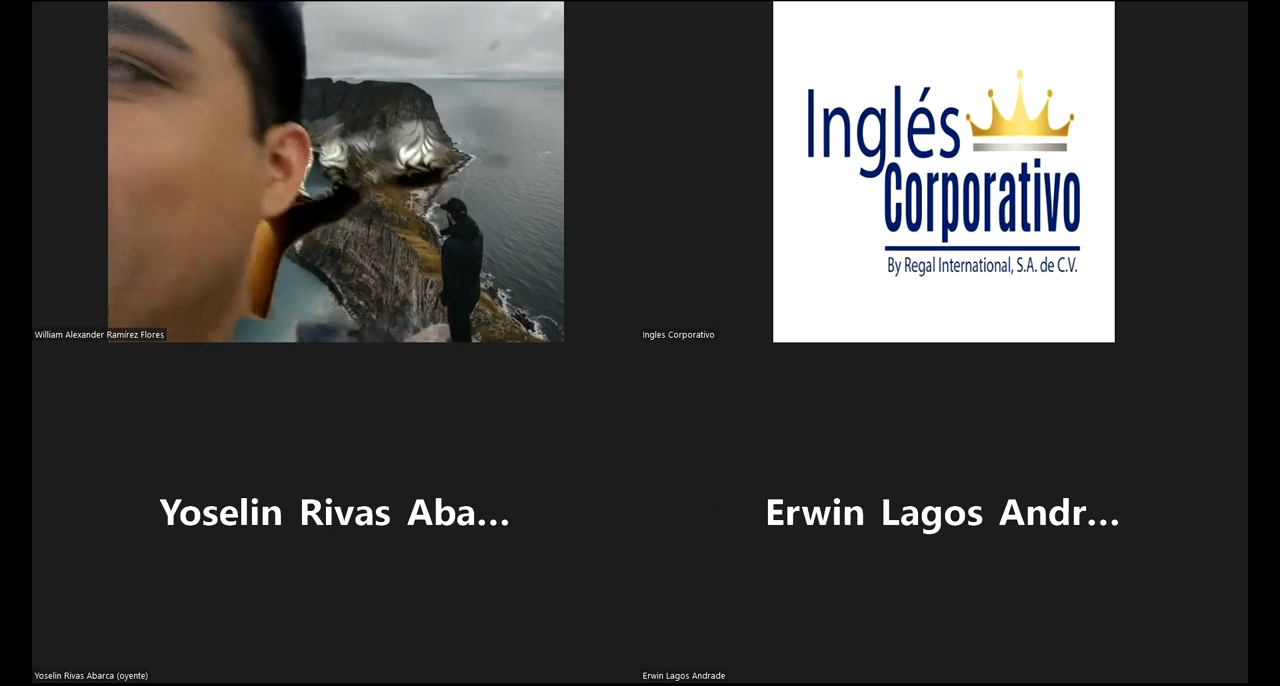 Inglés
Corporativo
By Regal International, S.A. de C.V.
William Alexander Ramírez Flores
Ingles Corporativo
Yoselin Rivas Aba...
Erwin Lagos Andr...
Yoselin Rivas Abarca (oyente)
Erwin Lagos Andrade